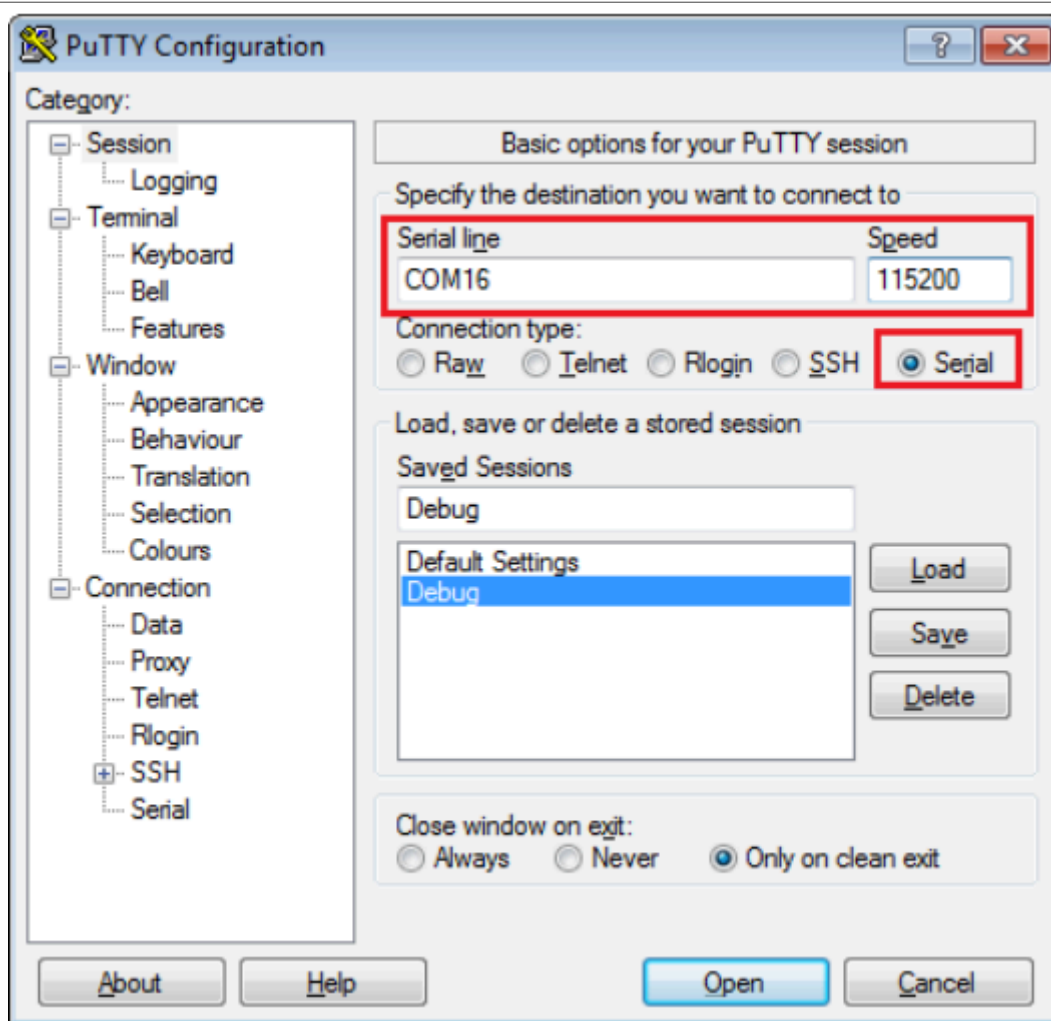 PuTTY Configuration
?
Category:
Session
Logging
Terminal
Keyboard
Bell
Features
Window
Appearance
Behaviour
Translation
Selection
Colours
Connection
Data
Proxy
Telnet
Rlogin
SSH
Serial
Basic options for your PuTTY session
Specify the destination you want to connect to
Serial line Speed
COM16 115200
Connection type:
Raw Telnet Rlogin SSH Serial
Load, save or delete a stored session
Saved Sessions
Debug
Default Settings
Debug
Load
Save
Delete
Close window on exit:
Always Never Only on clean exit
About Help Open Cancel